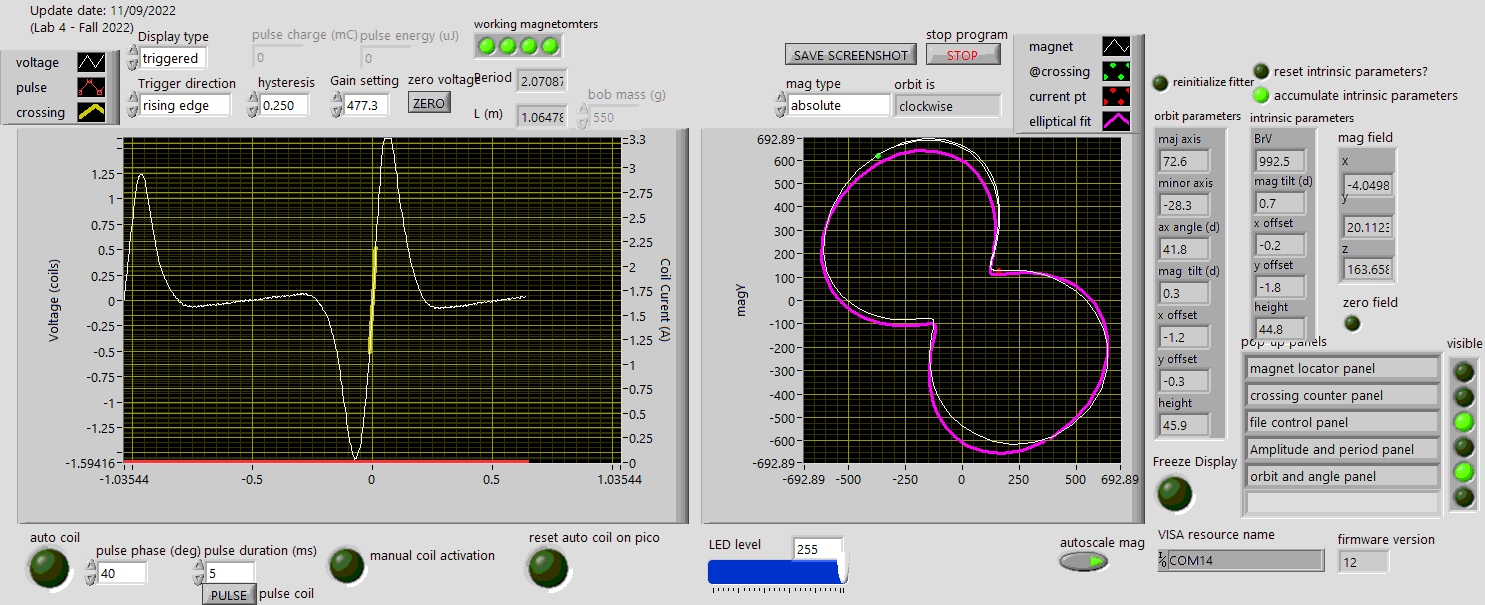 Update date: 11/09/2022
(Lab 4 - Fall 2022)
voltage
pulse
crossing
Display type
triggered
pulse charge (mC)
0
pulse energy (uJ)
0
working magnetomters
Trigger direction
rising edge
hysteresis
0.250
Gain setting
477.3
zero voltage
ZERO
Period
2.07087
L (m)
1.06478
bob mass (g)
550
SAVE SCREENSHOT
stop program
STOP
mag type
absolute
orbit is
clockwise
magnet
@crossing
current pt
elliptical fit
reinitialize fitter
reset intrinsic parameters?
accumulate intrinsic parameters
Voltage (coils)
1.25
1
0.75
0.5
0.25
0
-0.25
-0.5
-0.75
-1
-1.25
-1.59416
-1.03544
-0.5
0
0.5
1.03544
3.3
3
2.75
2.5
2.25
2
1.75
1.5
1.25
1
0.75
0.5
0.25
0
Coil Current (A)
magY
692.89
600
500
400
300
200
100
0
-100
-200
-300
-400
-500
-600
-692.89
-692.89
-500
-250
0
250
500
692.89
orbit parameters
maj axis
72.6
minor axis
-28.3
ax angle (d)
41.8
mag tilt (d)
0.3
x offset
-1.2
y offset
-0.3
height
45.9
intrinsic parameters
BrV
992.5
mag tilt (d)
0.7
x offset
-0.2
y offset
-1.8
height
44.8
mag field
x
-4.0498
y
20.1123
z
163.658
zero field
pop-up panels
visible
magnet locator panel
crossing counter panel
file control panel
Amplitude and period panel
orbit and angle panel
Freeze Display
auto coil
pulse phase (deg)
40
pulse duration (ms)
5
PULSE
pulse coil
manual coil activation
reset auto coil on pico
LED level
255
autoscale mag
VISA resource name
COM14
firmware version
12